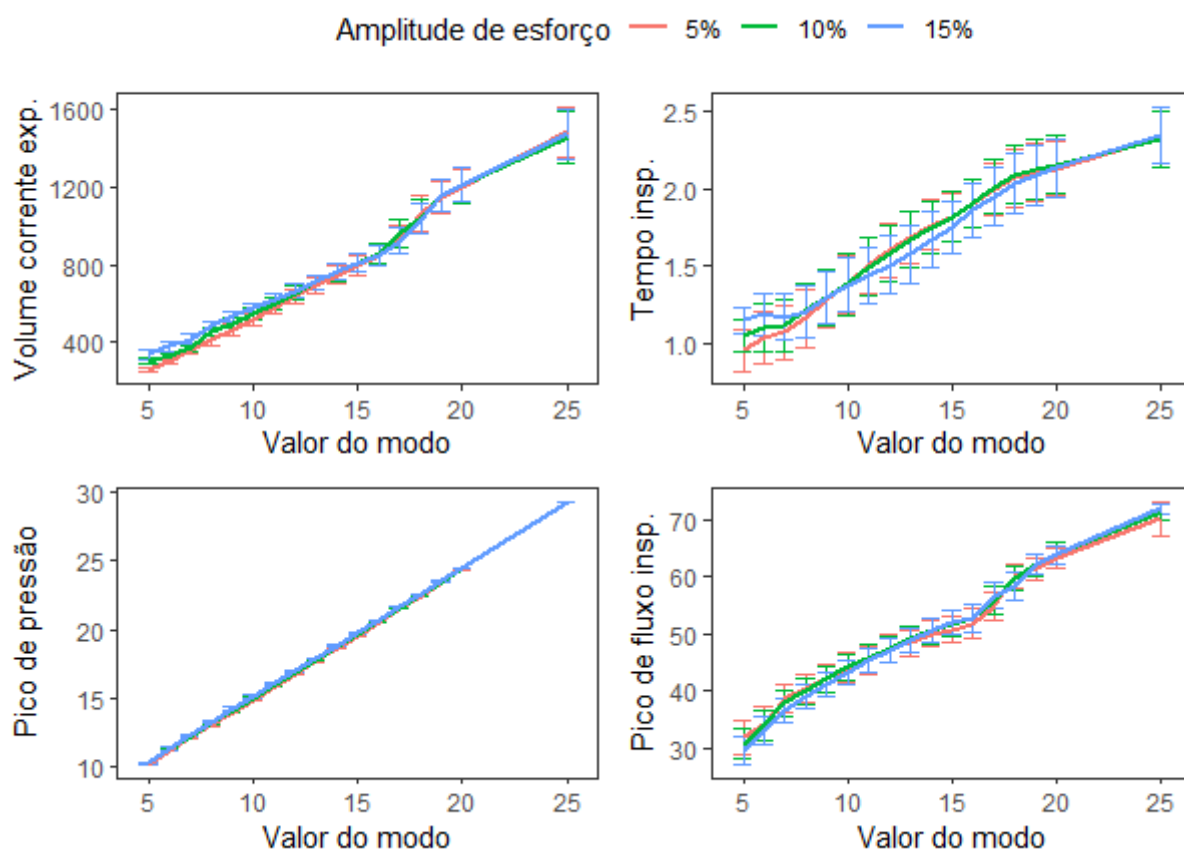 Amplitude de esforço 5% 10% 15%
Volume corrente exp.
1600
1200
800
400
5 10 15 20 25
Valor do modo
Tempo insp.
2.5
2.0
1.5
1.0
5 10 15 20 25
Valor do modo
Pico de pressão
30
25
20
15
10
5 10 15 20 25
Valor do modo
Pico de fluxo insp.
70
60
50
40
30
5 10 15 20 25
Valor do modo